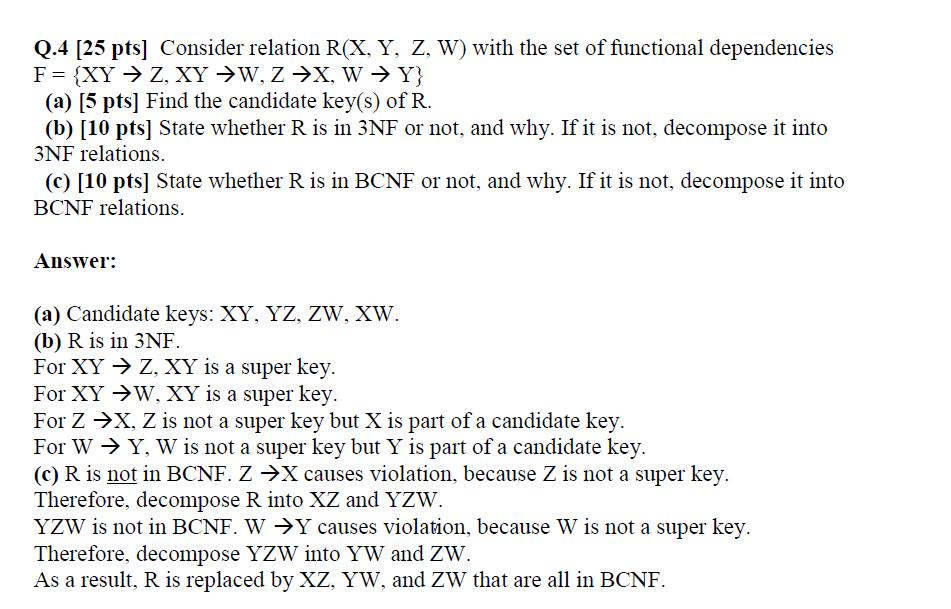 Q.4 [25 pts] Consider relation R(X, Y, Z, W) with the set of functional dependencies
F = {XY → Z, XY →W, Z →X, W → Y}
(a) [5 pts] Find the candidate key(s) of R.
(b) [10 pts] State whether R is in 3NF or not, and why. If it is not, decompose it into
3NF relations.
(c) [10 pts] State whether R is in BCNF or not, and why. If it is not, decompose it into
BCNF relations.
Answer:
(a) Candidate keys: XY, YZ, ZW, XW.
(b) R is in 3NF.
For XY → Z, XY is a super key.
For XY →W, XY is a super key.
For Z →X, Z is not a super key but X is part of a candidate key.
For W → Y, W is not a super key but Y is part of a candidate key.
(c) R is not in BCNF. Z →X causes violation, because Z is not a super key.
Therefore, decompose R into XZ and YZW.
YZW is not in BCNF. W →Y causes violation, because W is not a super key.
Therefore, decompose YZW into YW and ZW.
As a result, R is replaced by XZ, YW, and ZW that are all in BCNF.